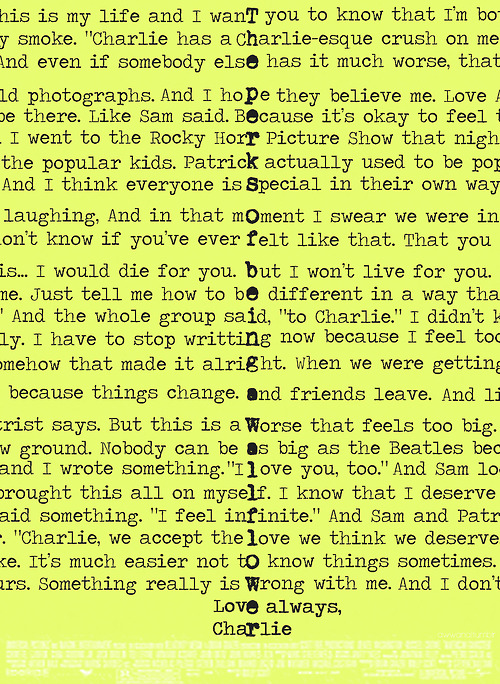 his is my life and I wanT you to know that I'm bo
y smoke. "Charlie has a Charlie-esque crush on me
And even if somebody else has it much worse, that
ld photographs. And I hope they believe me. Love A
be there. Like Sam said. Because it's okay to feel t
I went to the Rocky Horr Picture Show that nigh
the popular kids. Patrick actually used to be pop
And I think everyone is Special in their own way
laughing, And in that mOment I swear we were in
on't know if you've ever felt like that. That you
is... I would die for you. but I won't live for you.
me. Just tell me how to be different in a way tha
" And the whole group said, "to Charlie." I didn't k
ly. I have to stop writting now because I feel too
omehow that made it alright. When we were getting
because things change. and friends leave. And li
trist says. But this is a Worse that feels too big.
w ground. Nobody can be as big as the Beatles bec
and I wrote something."I love you, too." And Sam lo
brought this all on myself. I know that I deserve
aid something. "I feel infinite." And Sam and Patr
. "Charlie, we accept the love we think we deserve
ke. It's much easier not tO know things sometimes.
urs. Something really is Wrong with me. And I don't
Love always,
Charlie